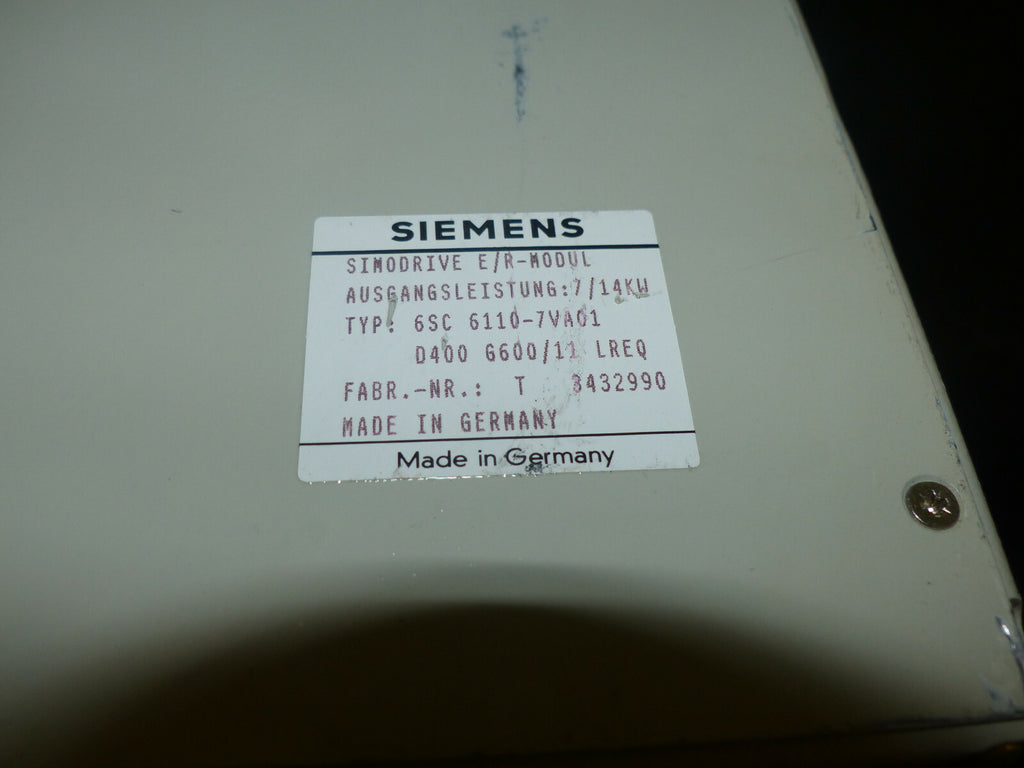 SIEMENS
SIMODRIVE E/R-MODUL
AUSGANGSLEISTUNG:7/14KW
TYP: 6SC 6110-7VA01
D400 G600/11 LREQ
FABR.-NR.: T 3432990
MADE IN GERMANY
Made in Germany